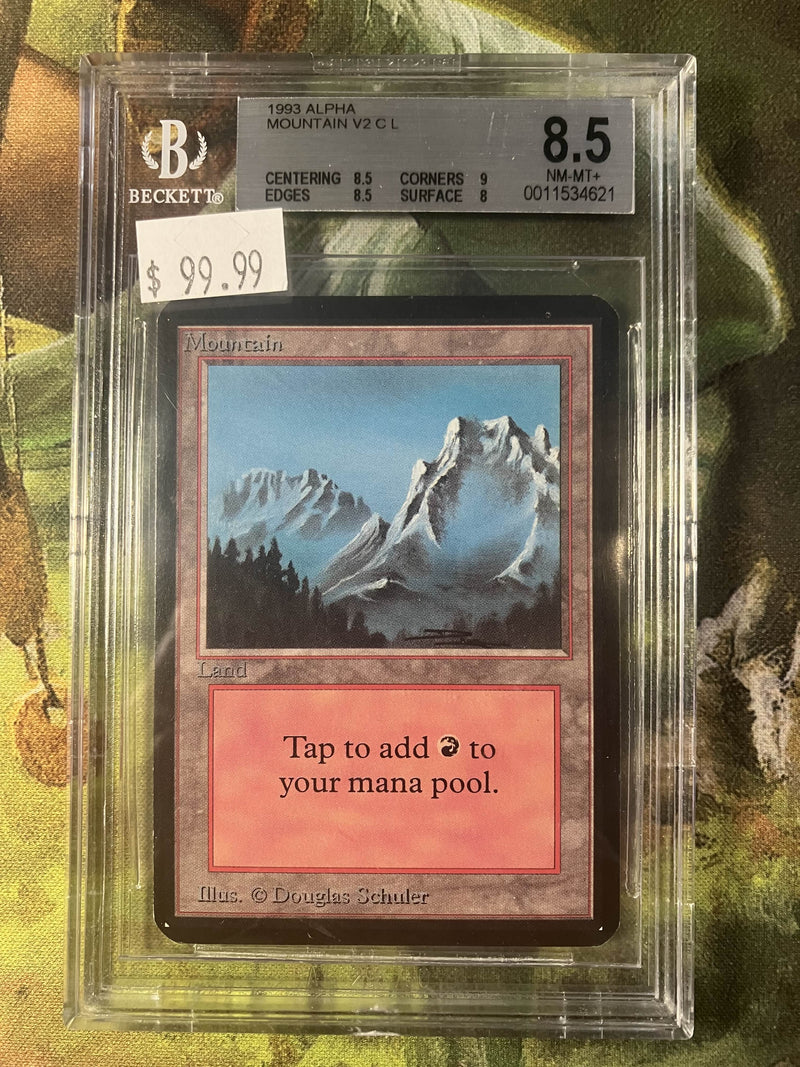 1993 ALPHA
MOUNTAIN V2 C L
8.5
CENTERING 8.5 CORNERS 9 NM-MT+
EDGES 8.5 SURFACE 8 0011534621
B
BECKETT®
$ 99.99
Mountain
Land
Tap to add to
your mana pool.
Illus. © Douglas Schuler